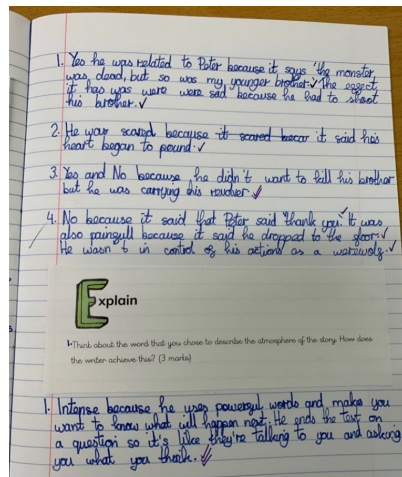 1. Yes he was related to Peter because it says 'the monster
was dead, but so was my younger brother. The effect
it has was were were sad because he had to shoot
his brother.
2. He was scared because it scared becar it said his
heart began to pound.
3. Yes and No because he didn't want to kill his brother
but he was carrying his revolver.
4. No because it said that Peter said 'thank you'. It was
also painfull because it said he dropped to the floor.
He wasn't in control of his actions as a werewolf.
Explain
1-Think about the word that you chose to describe the atmosphere of the story. How does
the writer achieve this? (3 marks)
1. Intense because he uses powerful words and makes you
want to know what will happen next. He ends the text on
a question so it's like they're talking to you and asking
you what you think.